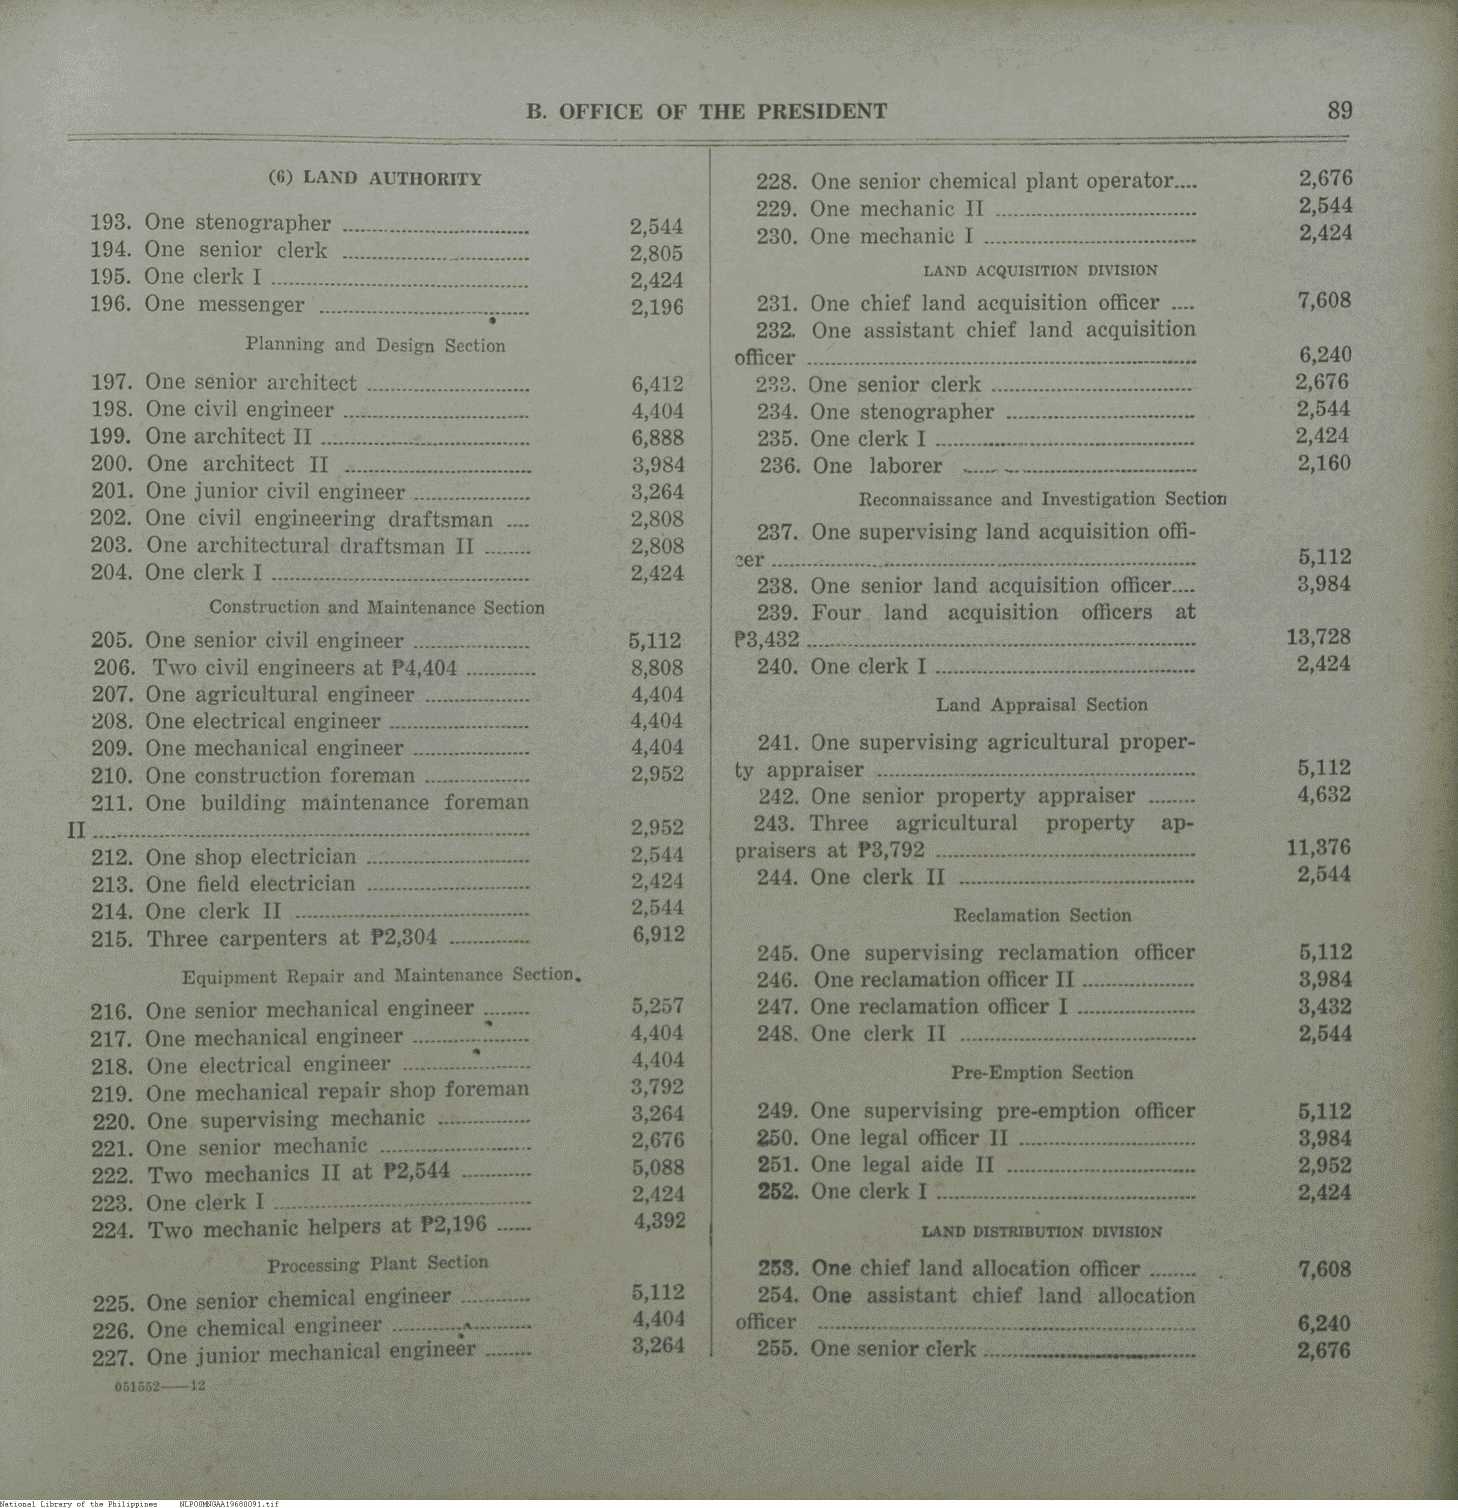 B. OFFICE OF THE PRESIDENT 89
(6) LAND AUTHORITY
193. One stenographer ............ 2,544
194. One senior clerk ............ 2,805
195. One clerk I ............ 2,424
196. One messenger ............ 2,196
Planning and Design Section
197. One senior architect ............ 6,412
198. One civil engineer ............ 4,404
199. One architect II ............ 6,888
200. One architect II ............ 3,984
201. One junior civil engineer ............ 3,264
202. One civil engineering draftsman .... 2,808
203. One architectural draftsman II ........ 2,808
204. One clerk I ............ 2,424
Construction and Maintenance Section
205. One senior civil engineer ............ 5,112
206. Two civil engineers at ₱4,404 ............ 8,808
207. One agricultural engineer ............ 4,404
208. One electrical engineer ............ 4,404
209. One mechanical engineer ............ 4,404
210. One construction foreman ............ 2,952
211. One building maintenance foreman
II ............ 2,952
212. One shop electrician ............ 2,544
213. One field electrician ............ 2,424
214. One clerk II ............ 2,544
215. Three carpenters at ₱2,304 ............ 6,912
Equipment Repair and Maintenance Section.
216. One senior mechanical engineer ........ 5,257
217. One mechanical engineer ............ 4,404
218. One electrical engineer ............ 4,404
219. One mechanical repair shop foreman 3,792
220. One supervising mechanic ............ 3,264
221. One senior mechanic ............ 2,676
222. Two mechanics II at ₱2,544 ............ 5,088
223. One clerk I ............ 2,424
224. Two mechanic helpers at ₱2,196 ...... 4,392
Processing Plant Section
225. One senior chemical engineer ............ 5,112
226. One chemical engineer ............ 4,404
227. One junior mechanical engineer ........ 3,264
051552——12
228. One senior chemical plant operator.... 2,676
229. One mechanic II ............ 2,544
230. One mechanic I ............ 2,424
LAND ACQUISITION DIVISION
231. One chief land acquisition officer .... 7,608
232. One assistant chief land acquisition
officer ............ 6,240
233. One senior clerk ............ 2,676
234. One stenographer ............ 2,544
235. One clerk I ............ 2,424
236. One laborer ............ 2,160
Reconnaissance and Investigation Section
237. One supervising land acquisition offi-
cer ............ 5,112
238. One senior land acquisition officer.... 3,984
239. Four land acquisition officers at
₱3,432 ............ 13,728
240. One clerk I ............ 2,424
Land Appraisal Section
241. One supervising agricultural proper-
ty appraiser ............ 5,112
242. One senior property appraiser ........ 4,632
243. Three agricultural property ap-
praisers at ₱3,792 ............ 11,376
244. One clerk II ............ 2,544
Reclamation Section
245. One supervising reclamation officer 5,112
246. One reclamation officer II ............ 3,984
247. One reclamation officer I ............ 3,432
248. One clerk II ............ 2,544
Pre-Emption Section
249. One supervising pre-emption officer 5,112
250. One legal officer II ............ 3,984
251. One legal aide II ............ 2,952
252. One clerk I ............ 2,424
LAND DISTRIBUTION DIVISION
253. One chief land allocation officer ........ 7,608
254. One assistant chief land allocation
officer ............ 6,240
255. One senior clerk ............ 2,676
National Library of the Philippines NLPO0MNGAA19680091.tif